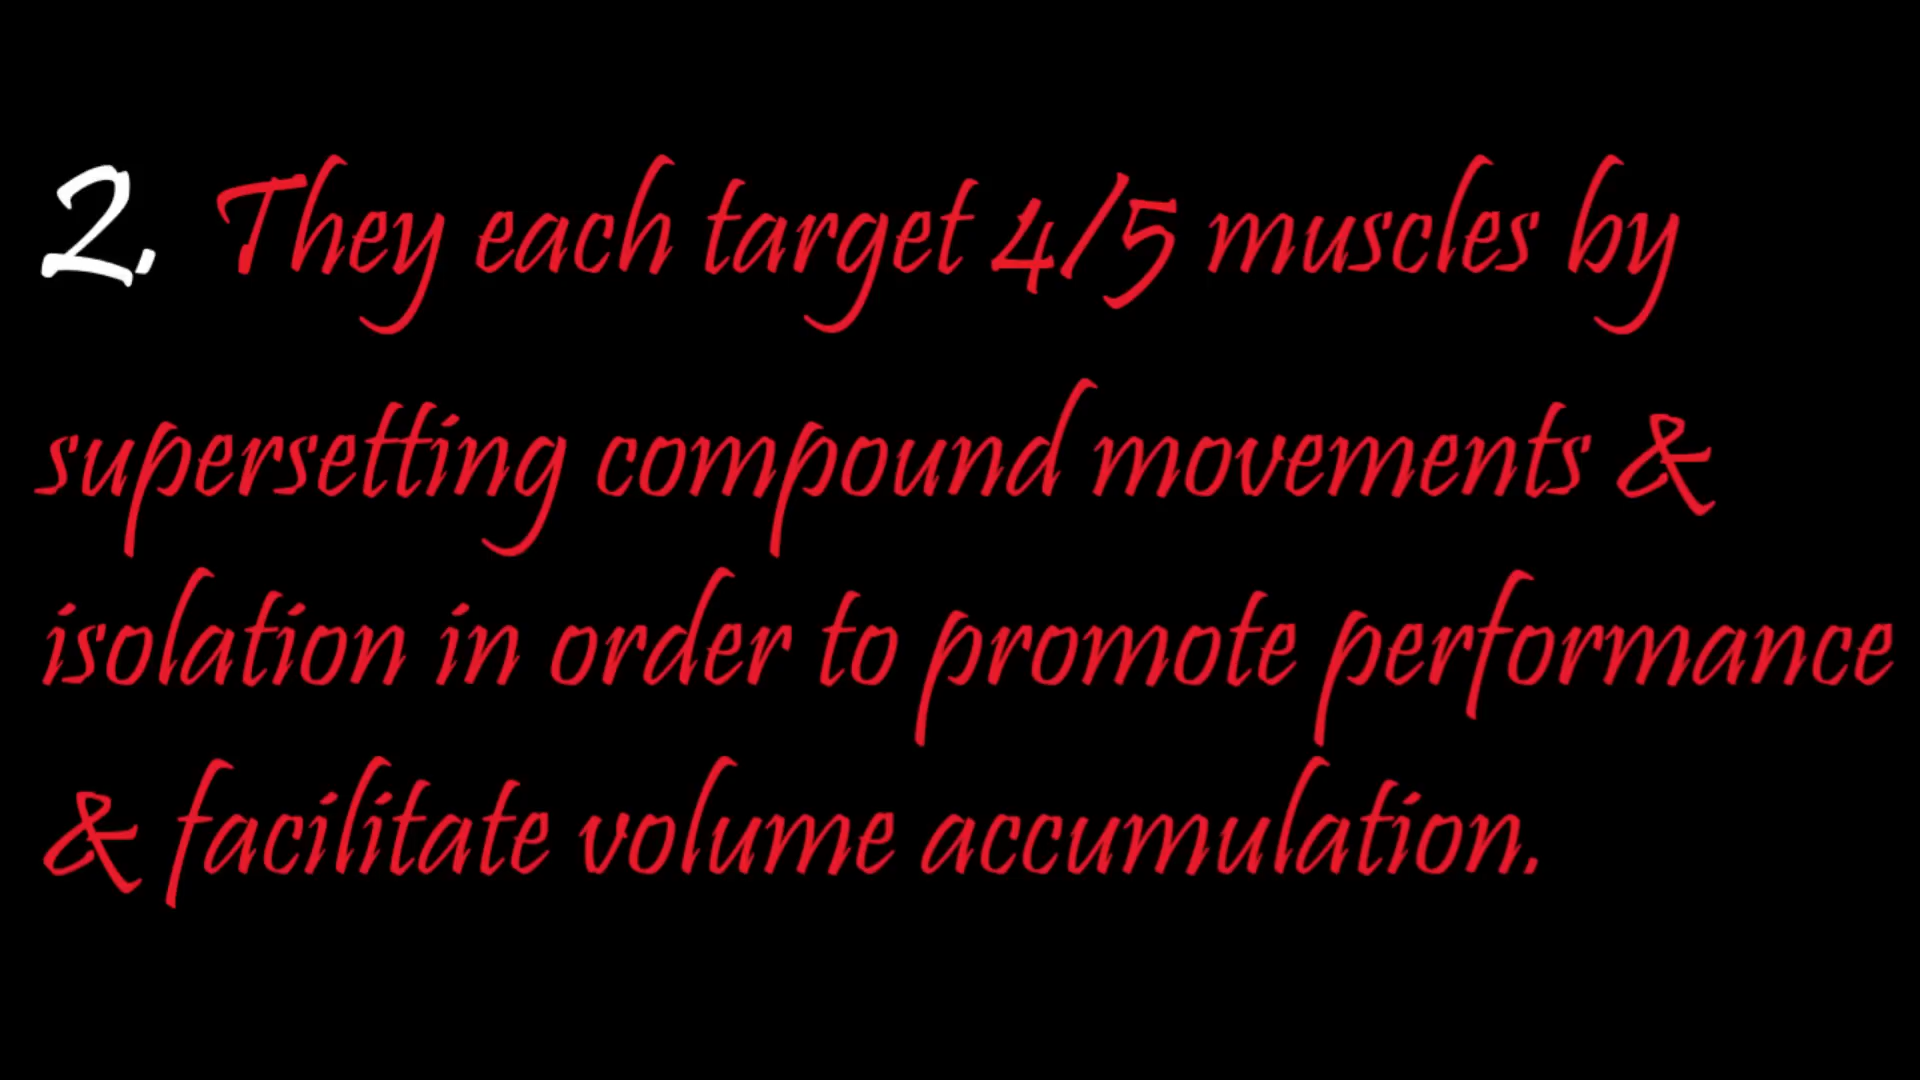 2. They each target 4/5 muscles by
supersetting compound movements &
isolation in order to promote performance
& facilitate volume accumulation.